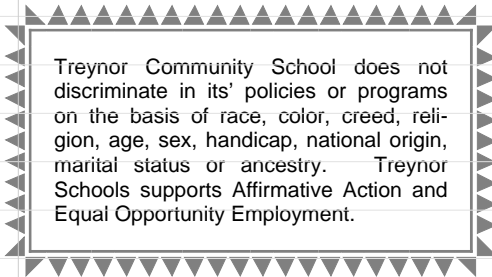 Treynor Community School does not
discriminate in its’ policies or programs
on the basis of race, color, creed, reli-
gion, age, sex, handicap, national origin,
marital status or ancestry. Treynor
Schools supports Affirmative Action and
Equal Opportunity Employment.